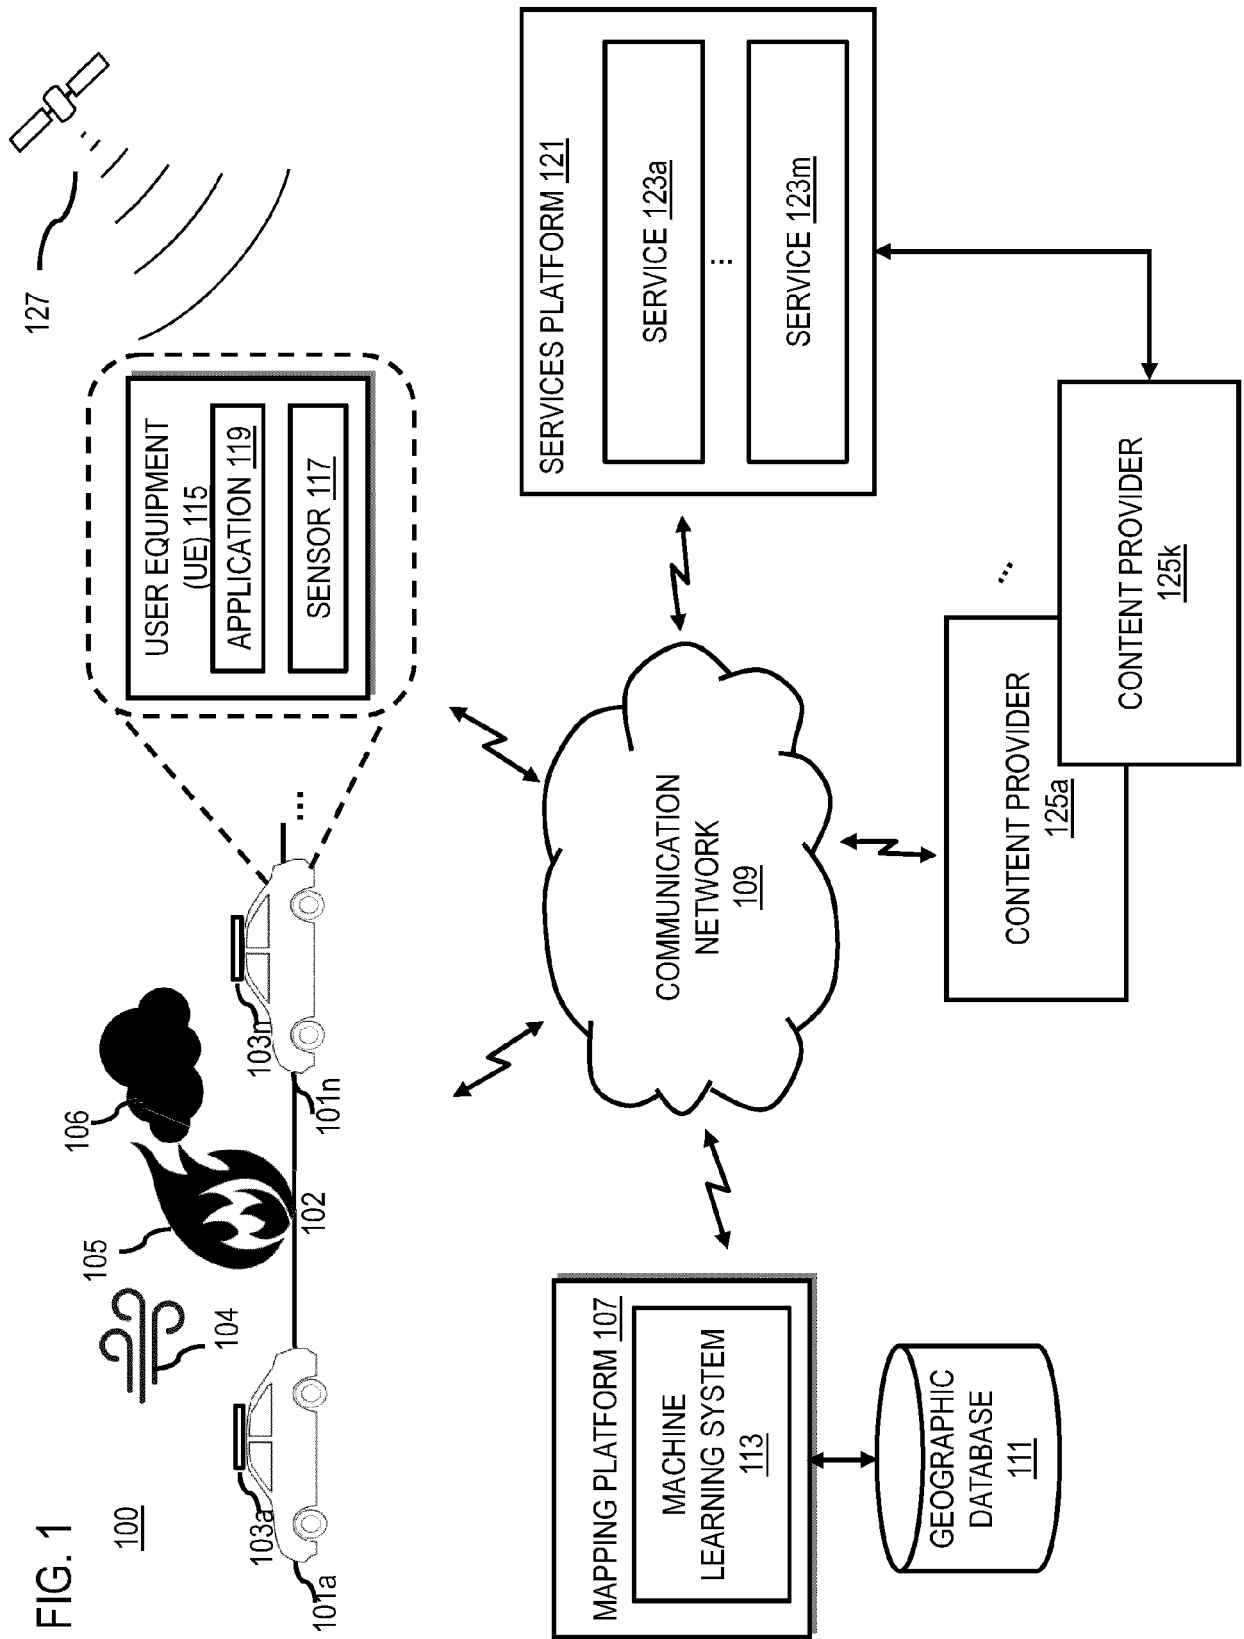 FIG. 1
100
127
106
105
104
103a
101a
102
103n
101n
...
USER EQUIPMENT
(UE) 115
APPLICATION 119
SENSOR 117
MAPPING PLATFORM 107
MACHINE
LEARNING SYSTEM
113
GEOGRAPHIC
DATABASE
111
COMMUNICATION
NETWORK
109
SERVICES PLATFORM 121
SERVICE 123a
...
SERVICE 123m
CONTENT PROVIDER
125a
...
CONTENT PROVIDER
125k